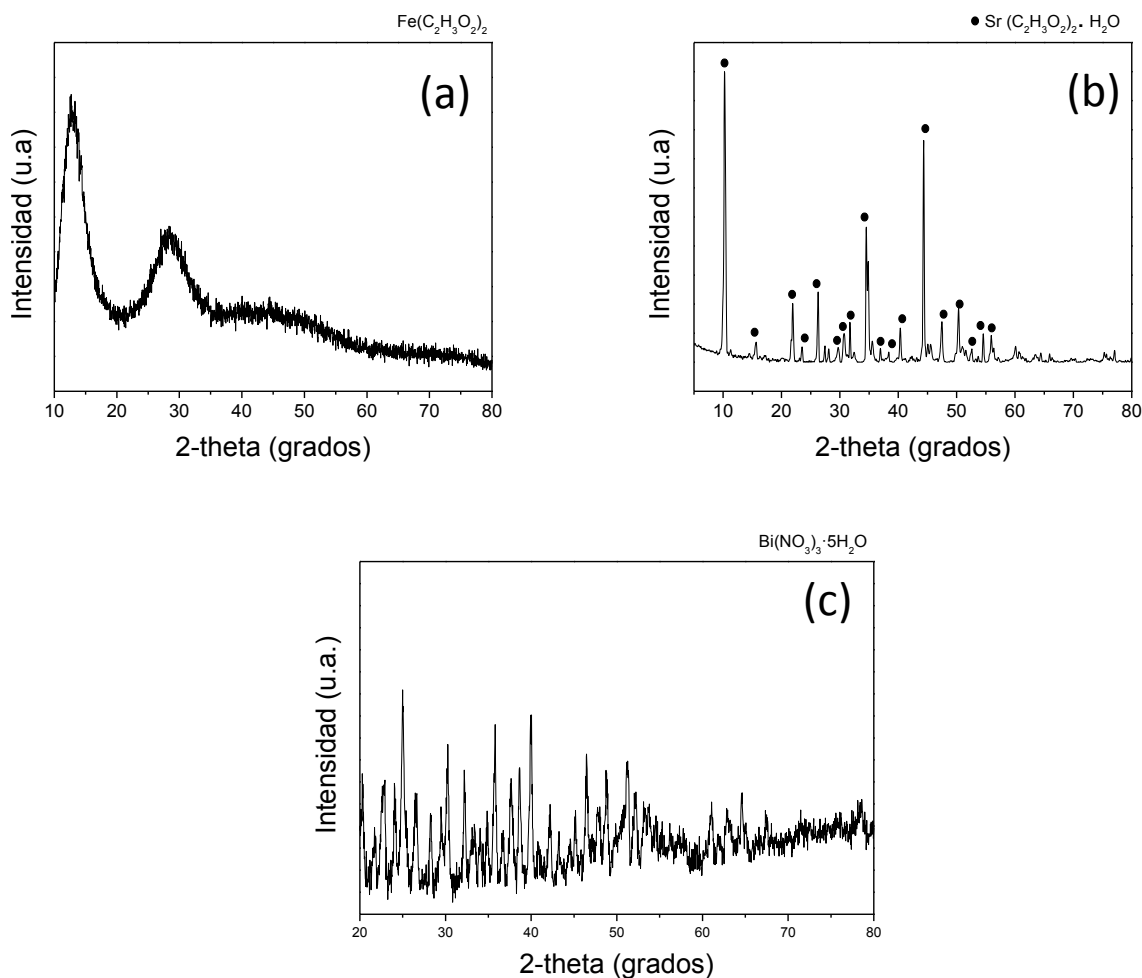 Fe(C₂H₃O₂)₂
(a)
Intensidad (u.a)
10 20 30 40 50 60 70 80
2-theta (grados)
● Sr (C₂H₃O₂)₂. H₂O
(b)
Intensidad (u.a)
10 20 30 40 50 60 70 80
2-theta (grados)
Bi(NO₃)₃·5H₂O
(c)
Intensidad (u.a.)
20 30 40 50 60 70 80
2-theta (grados)